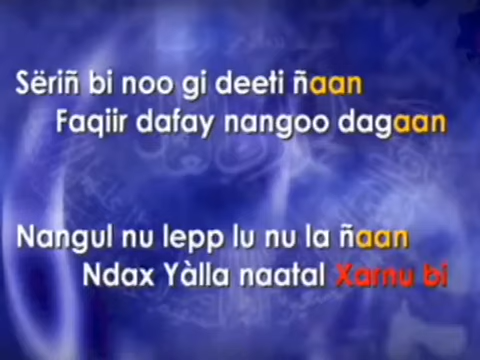 Sëriñ bi noo gi deeti ñaan
Faqiir dafay nangoo dagaan
Nangul nu lepp lu nu la ñaan
Ndax Yàlla naatal Xarnu bi